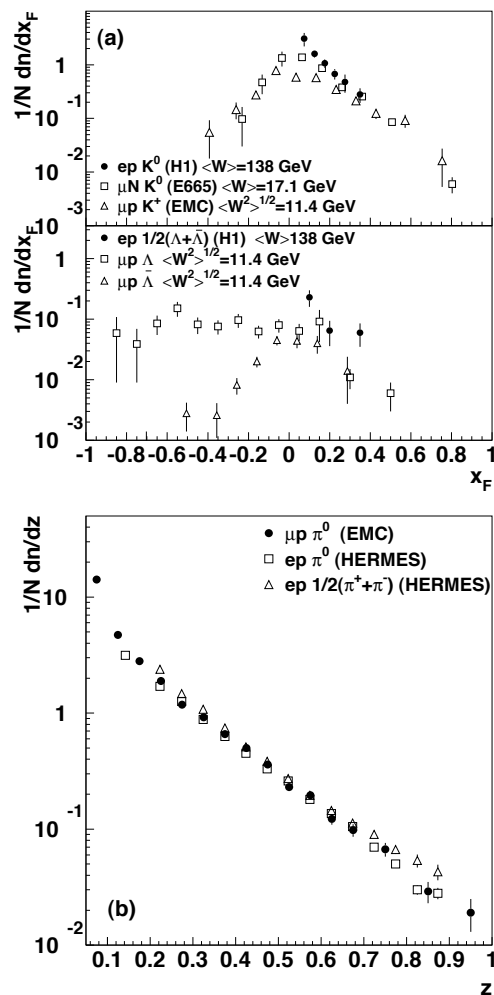 (a)
1/N dn/dx_F
1
10^-1
10^-2
10^-3
● ep K^0 (H1) <W>=138 GeV
□ μN K^0 (E665) <W>=17.1 GeV
△ μp K^+ (EMC) <W^2>^1/2=11.4 GeV
1/N dn/dx_F
● ep 1/2(Λ+Λ̄) (H1) <W>138 GeV
□ μp Λ <W^2>^1/2=11.4 GeV
△ μp Λ̄ <W^2>^1/2=11.4 GeV
1
10^-1
10^-2
10^-3
10
-1 -0.8 -0.6 -0.4 -0.2 0 0.2 0.4 0.6 0.8 1
x_F
1/N dn/dz
● μp π^0 (EMC)
□ ep π^0 (HERMES)
△ ep 1/2(π^+ + π^-) (HERMES)
10
1
10^-1
10^-2
(b)
0.1 0.2 0.3 0.4 0.5 0.6 0.7 0.8 0.9 1
z